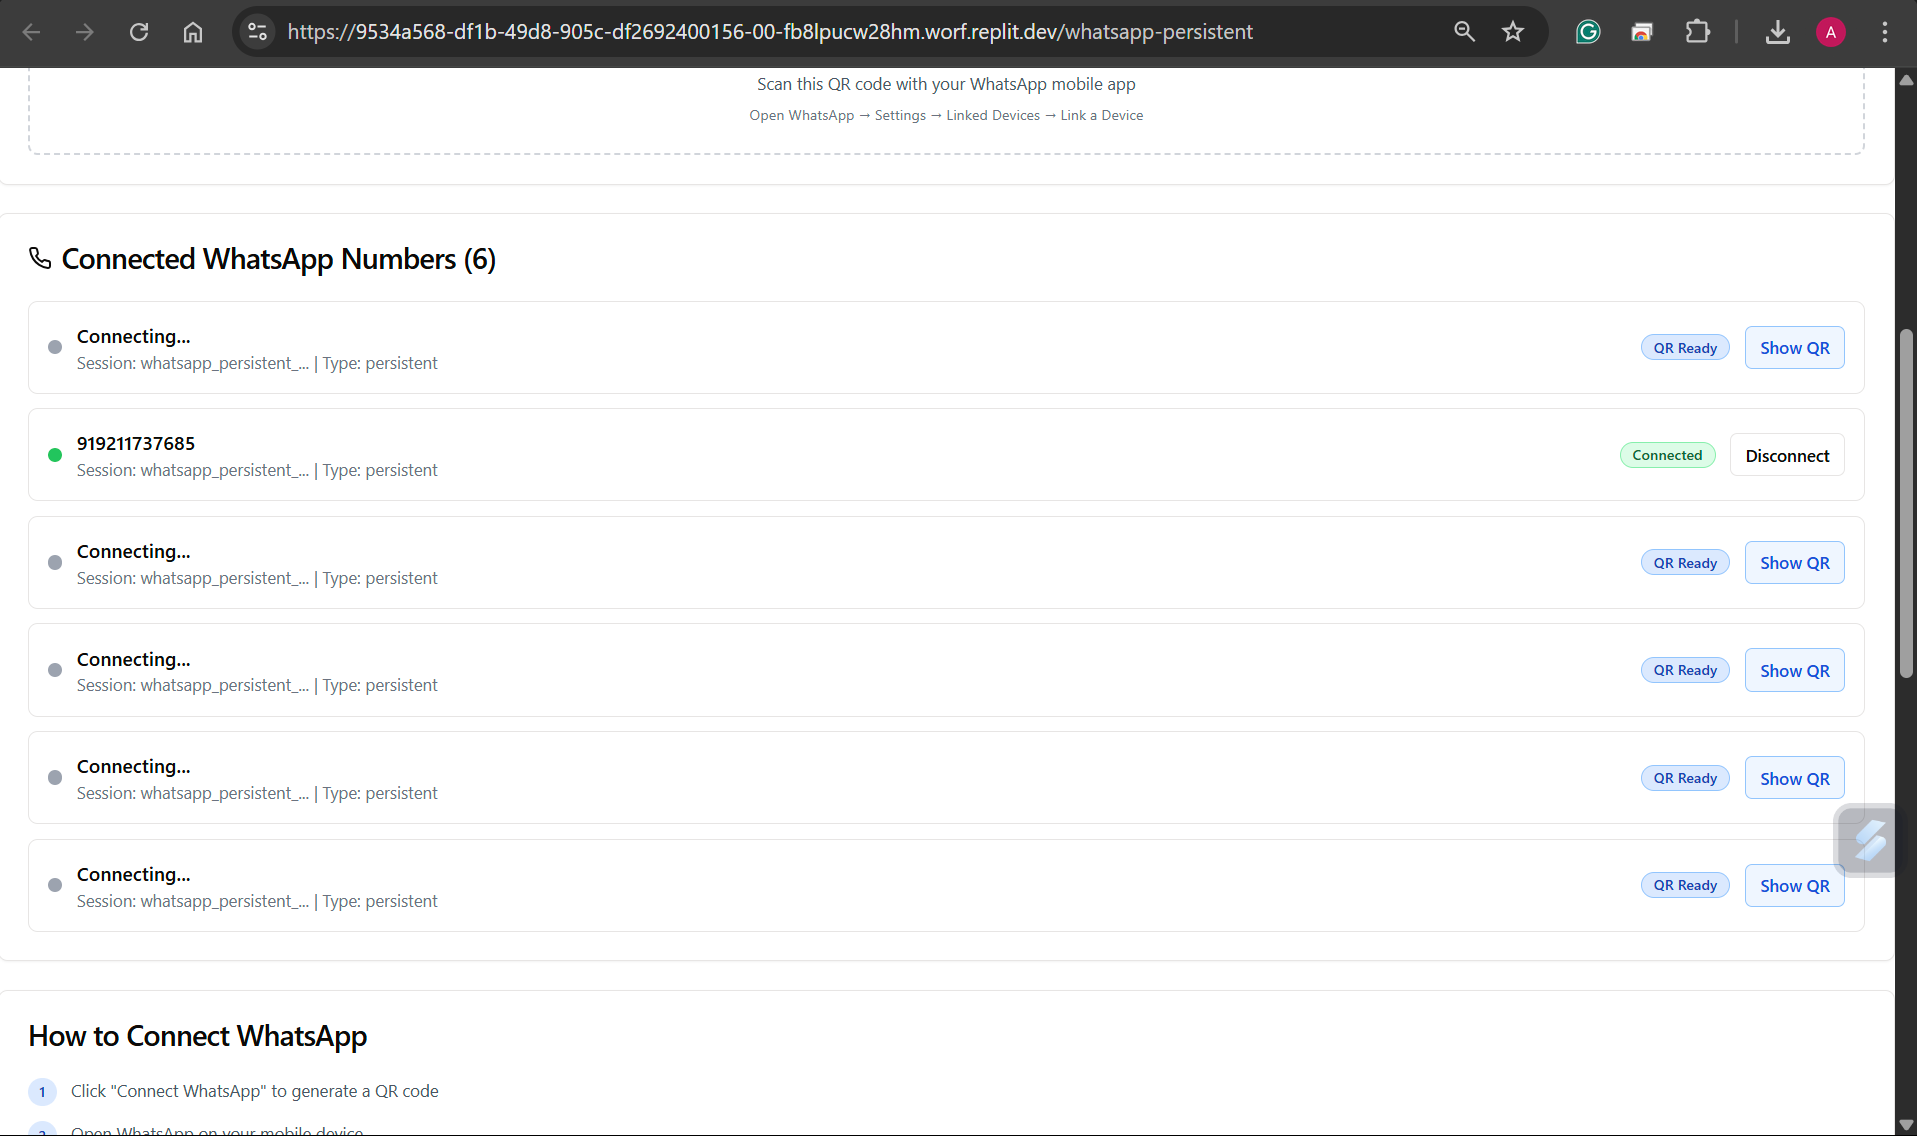 https://9534a568-df1b-49d8-905c-df2692400156-00-fb8lpucw28hm.worf.replit.dev/whatsapp-persistent
A
Scan this QR code with your WhatsApp mobile app
Open WhatsApp → Settings → Linked Devices → Link a Device
Connected WhatsApp Numbers (6)
Connecting...
Session: whatsapp_persistent_... | Type: persistent
QR Ready
Show QR
919211737685
Session: whatsapp_persistent_... | Type: persistent
Connected
Disconnect
Connecting...
Session: whatsapp_persistent_... | Type: persistent
QR Ready
Show QR
Connecting...
Session: whatsapp_persistent_... | Type: persistent
QR Ready
Show QR
Connecting...
Session: whatsapp_persistent_... | Type: persistent
QR Ready
Show QR
Connecting...
Session: whatsapp_persistent_... | Type: persistent
QR Ready
Show QR
How to Connect WhatsApp
1 Click "Connect WhatsApp" to generate a QR code
2 Open WhatsApp on your mobile device